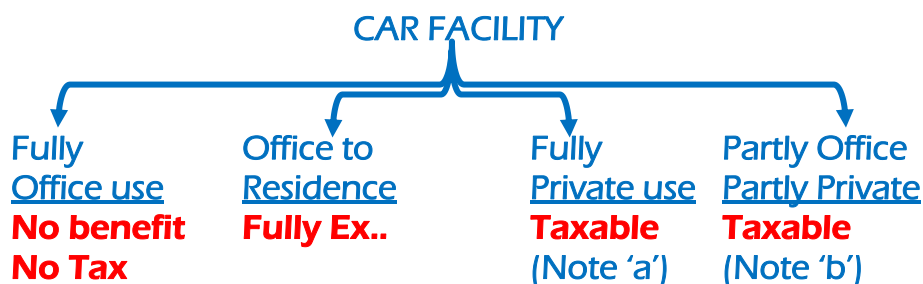 CAR FACILITY
Fully
Office use
No benefit
No Tax
Office to
Residence
Fully Ex..
Fully
Private use
Taxable
(Note ‘a’)
Partly Office
Partly Private
Taxable
(Note ‘b’)